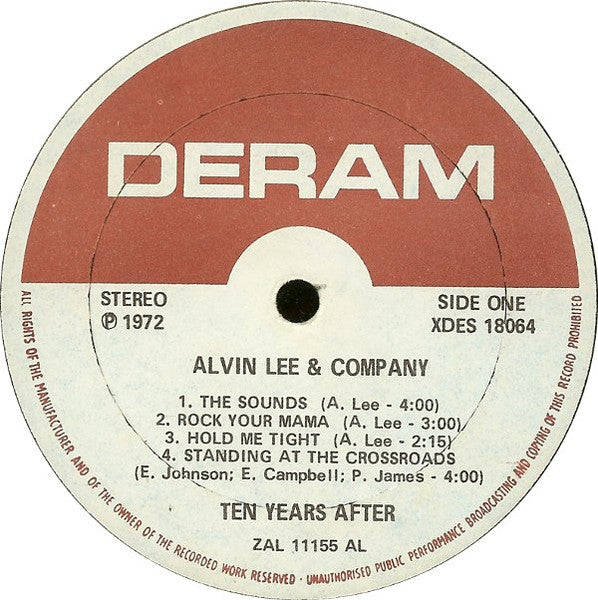 DERAM
STEREO
℗ 1972
SIDE ONE
XDES 18064
ALVIN LEE & COMPANY
1. THE SOUNDS (A. Lee - 4:00)
2. ROCK YOUR MAMA (A. Lee - 3:00)
3. HOLD ME TIGHT (A. Lee - 2:15)
4. STANDING AT THE CROSSROADS
(E. Johnson; E. Campbell; P. James - 4:00)
TEN YEARS AFTER
ZAL 11155 AL
ALL RIGHTS OF THE MANUFACTURER AND OF THE OWNER OF THE RECORDED WORK RESERVED · UNAUTHORISED PUBLIC PERFORMANCE BROADCASTING AND COPYING OF THIS RECORD PROHIBITED